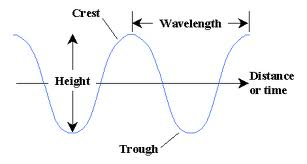 Crest
Wavelength
Height
Distance
or time
Trough